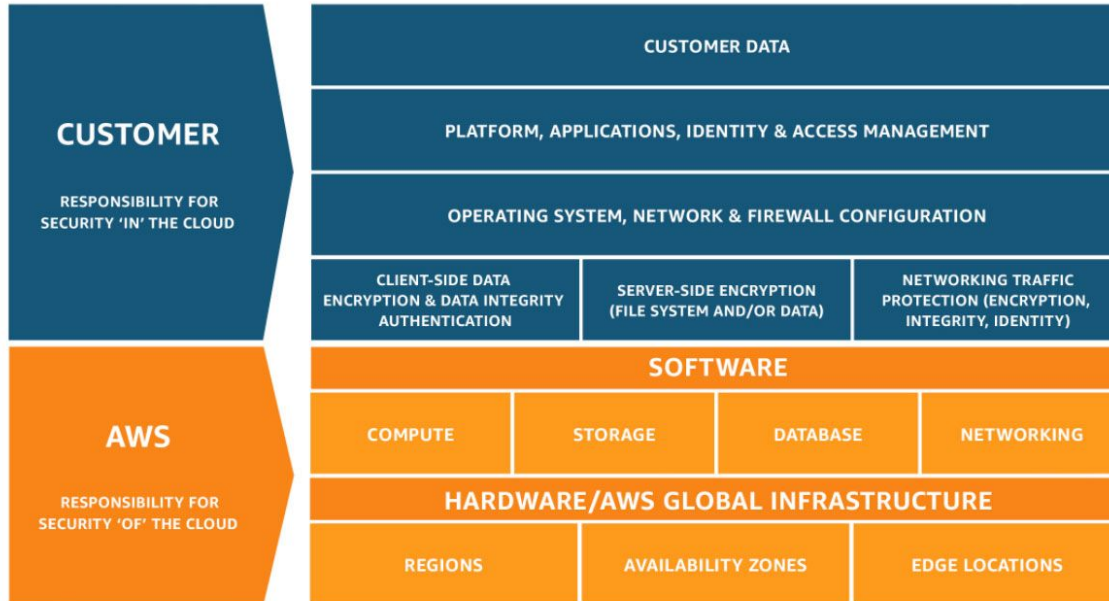 CUSTOMER
RESPONSIBILITY FOR
SECURITY ‘IN’ THE CLOUD
CUSTOMER DATA
PLATFORM, APPLICATIONS, IDENTITY & ACCESS MANAGEMENT
OPERATING SYSTEM, NETWORK & FIREWALL CONFIGURATION
CLIENT-SIDE DATA
ENCRYPTION & DATA INTEGRITY
AUTHENTICATION
SERVER-SIDE ENCRYPTION
(FILE SYSTEM AND/OR DATA)
NETWORKING TRAFFIC
PROTECTION (ENCRYPTION,
INTEGRITY, IDENTITY)
AWS
RESPONSIBILITY FOR
SECURITY ‘OF’ THE CLOUD
SOFTWARE
COMPUTE
STORAGE
DATABASE
NETWORKING
HARDWARE/AWS GLOBAL INFRASTRUCTURE
REGIONS
AVAILABILITY ZONES
EDGE LOCATIONS